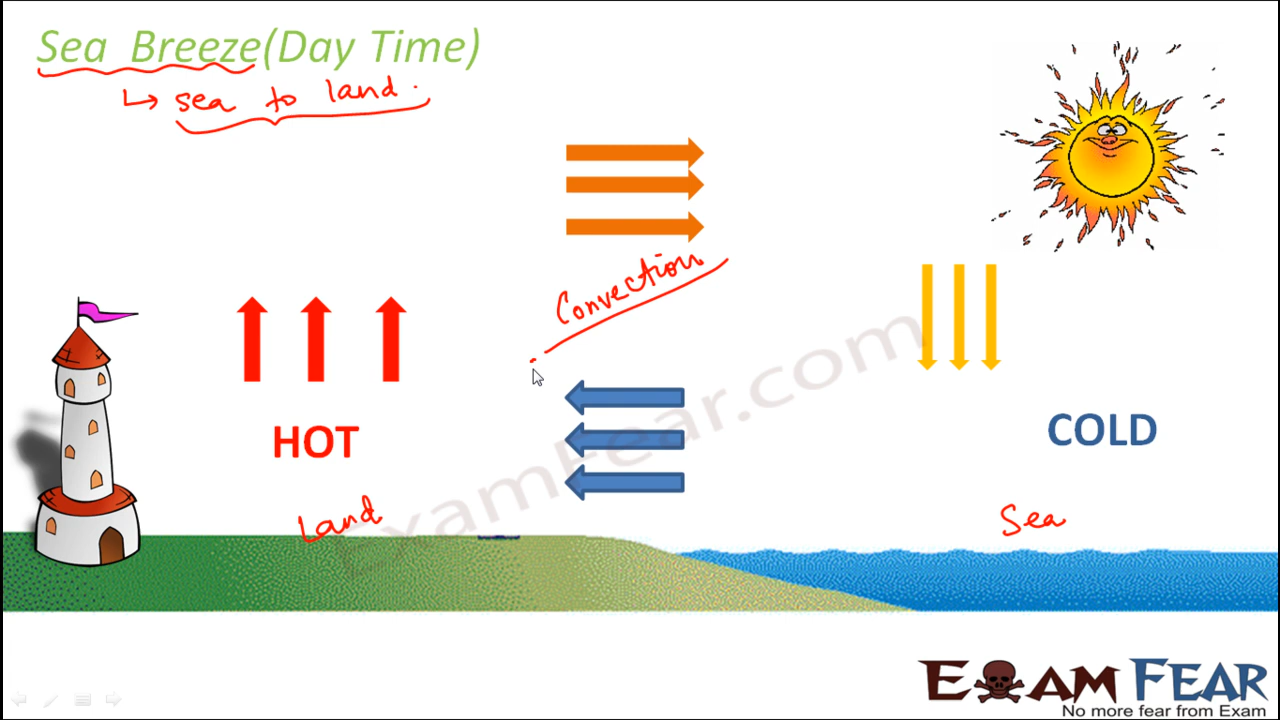 Sea Breeze(Day Time)
↳ sea to land.
Convection
HOT
COLD
Land
Sea
ExamFear.com
EXAM FEAR
No more fear from Exam